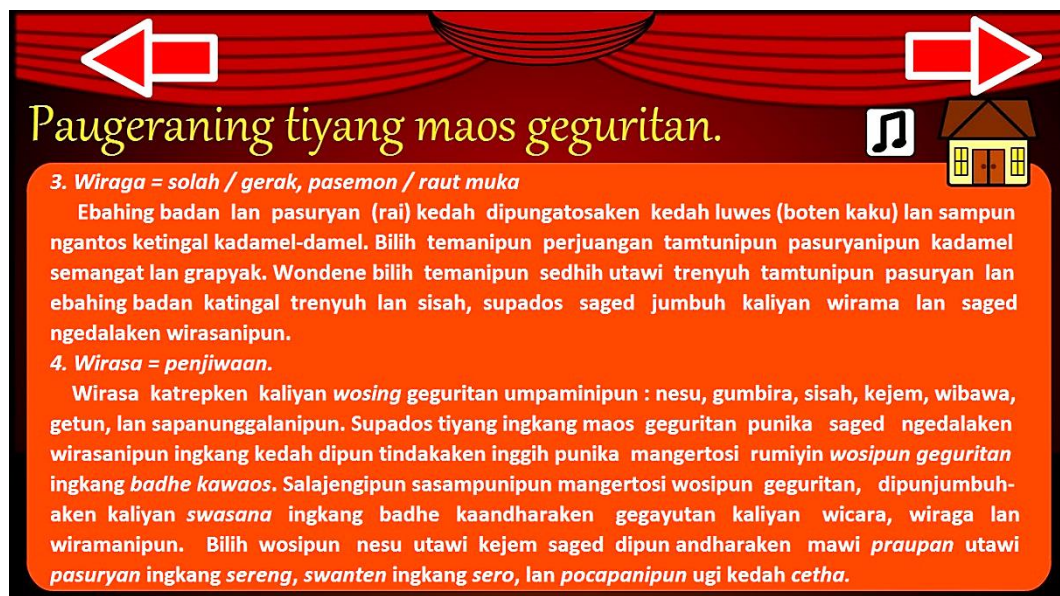 Paugeraning tiyang maos geguritan.
3. Wiraga = solah / gerak, pasemon / raut muka
Ebahing badan lan pasuryan (rai) kedah dipungatosaken kedah luwes (boten kaku) lan sampun
ngantos ketingal kadamel-damel. Bilih temanipun perjuangan tamtunipun pasuryanipun kadamel
semangat lan grapyak. Wondene bilih temanipun sedhih utawi trenyuh tamtunipun pasuryan lan
ebahing badan katingal trenyuh lan sisah, supados saged jumbuh kaliyan wirama lan saged
ngedalaken wirasanipun.
4. Wirasa = penjiwaan.
Wirasa katrepken kaliyan wosing geguritan umpaminipun : nesu, gumbira, sisah, kejem, wibawa,
getun, lan sapanunggalanipun. Supados tiyang ingkang maos geguritan punika saged ngedalaken
wirasanipun ingkang kedah dipun tindakaken inggih punika mangertosi rumiyin wosipun geguritan
ingkang badhe kawaos. Salajengipun sasampunipun mangertosi wosipun geguritan, dipunjumbuh-
aken kaliyan swasana ingkang badhe kaandharaken gegayutan kaliyan wicara, wiraga lan
wiramanipun. Bilih wosipun nesu utawi kejem saged dipun andharaken mawi praupan utawi
pasuryan ingkang sereng, swanten ingkang sero, lan pocapanipun ugi kedah cetha.